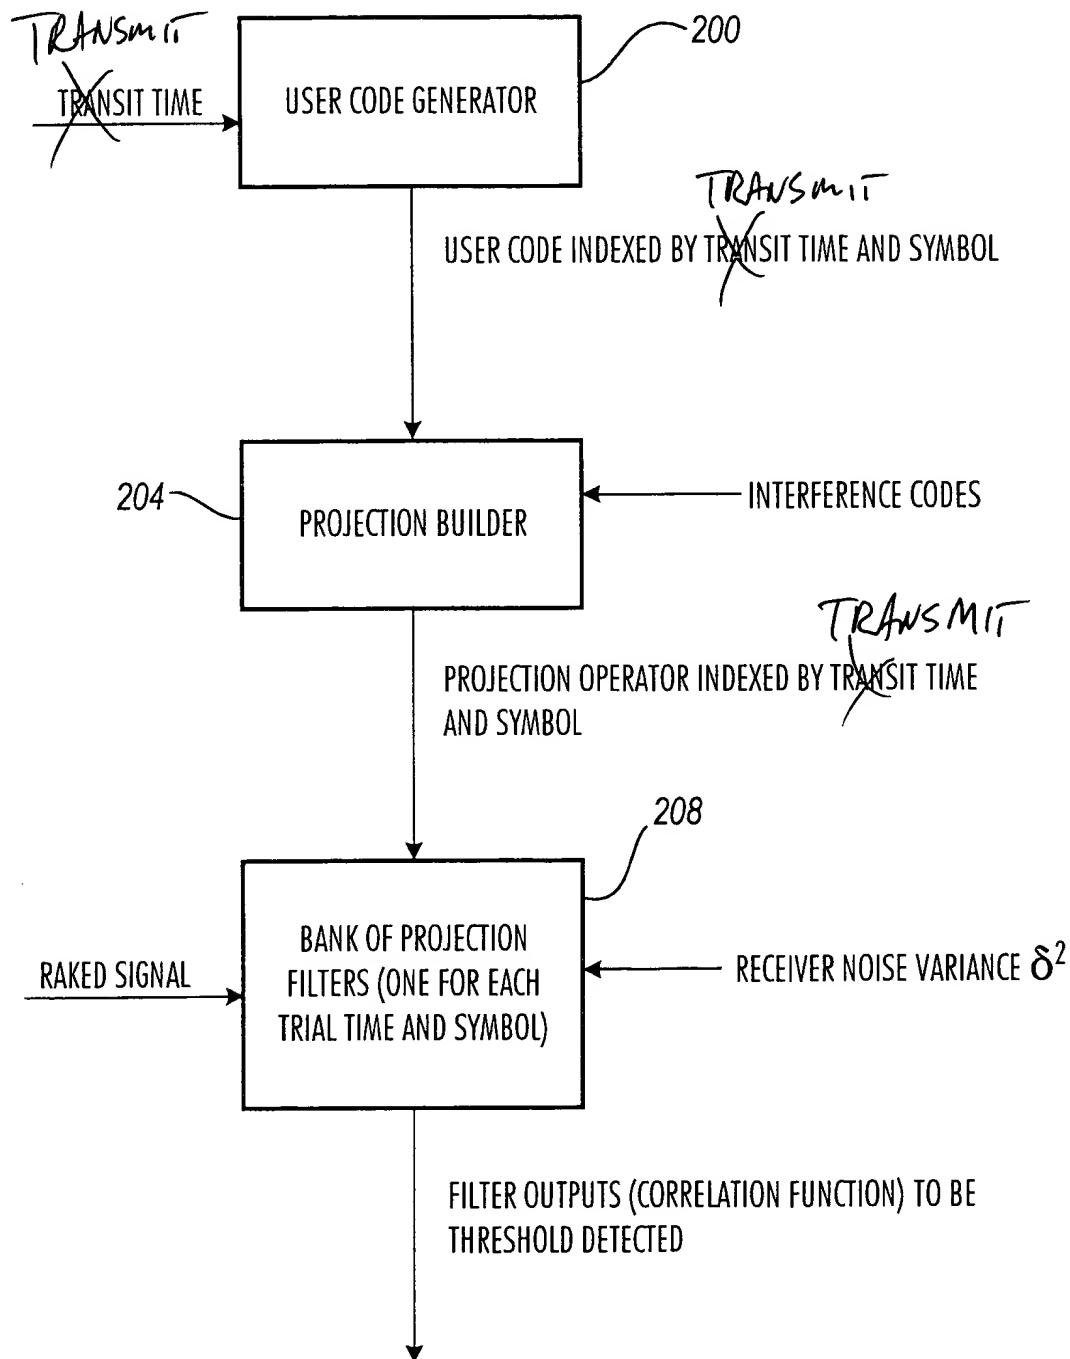 TRANSMIT
TRANSIT TIME
USER CODE GENERATOR
200
TRANSMIT
USER CODE INDEXED BY TRANSIT TIME AND SYMBOL
204
PROJECTION BUILDER
INTERFERENCE CODES
TRANSMIT
PROJECTION OPERATOR INDEXED BY TRANSIT TIME
AND SYMBOL
208
BANK OF PROJECTION
FILTERS (ONE FOR EACH
TRIAL TIME AND SYMBOL)
RAKED SIGNAL
RECEIVER NOISE VARIANCE δ²
FILTER OUTPUTS (CORRELATION FUNCTION) TO BE
THRESHOLD DETECTED